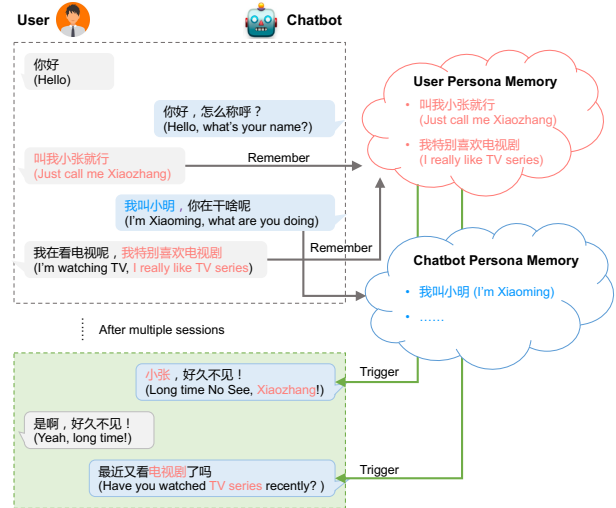 User
Chatbot
你好
(Hello)
你好，怎么称呼？
(Hello, what's your name?)
叫我小张就行
(Just call me Xiaozhang)
Remember
我叫小明，你在干啥呢
(I'm Xiaoming, what are you doing)
我在看电视呢，我特别喜欢电视剧
(I'm watching TV, I really like TV series)
Remember
User Persona Memory
• 叫我小张就行
(Just call me Xiaozhang)
• 我特别喜欢电视剧
(I really like TV series)
Chatbot Persona Memory
• 我叫小明 (I'm Xiaoming)
• ……
After multiple sessions
小张，好久不见！
(Long time No See, Xiaozhang!)
Trigger
是啊，好久不见！
(Yeah, long time!)
最近又看电视剧了吗
(Have you watched TV series recently? )
Trigger